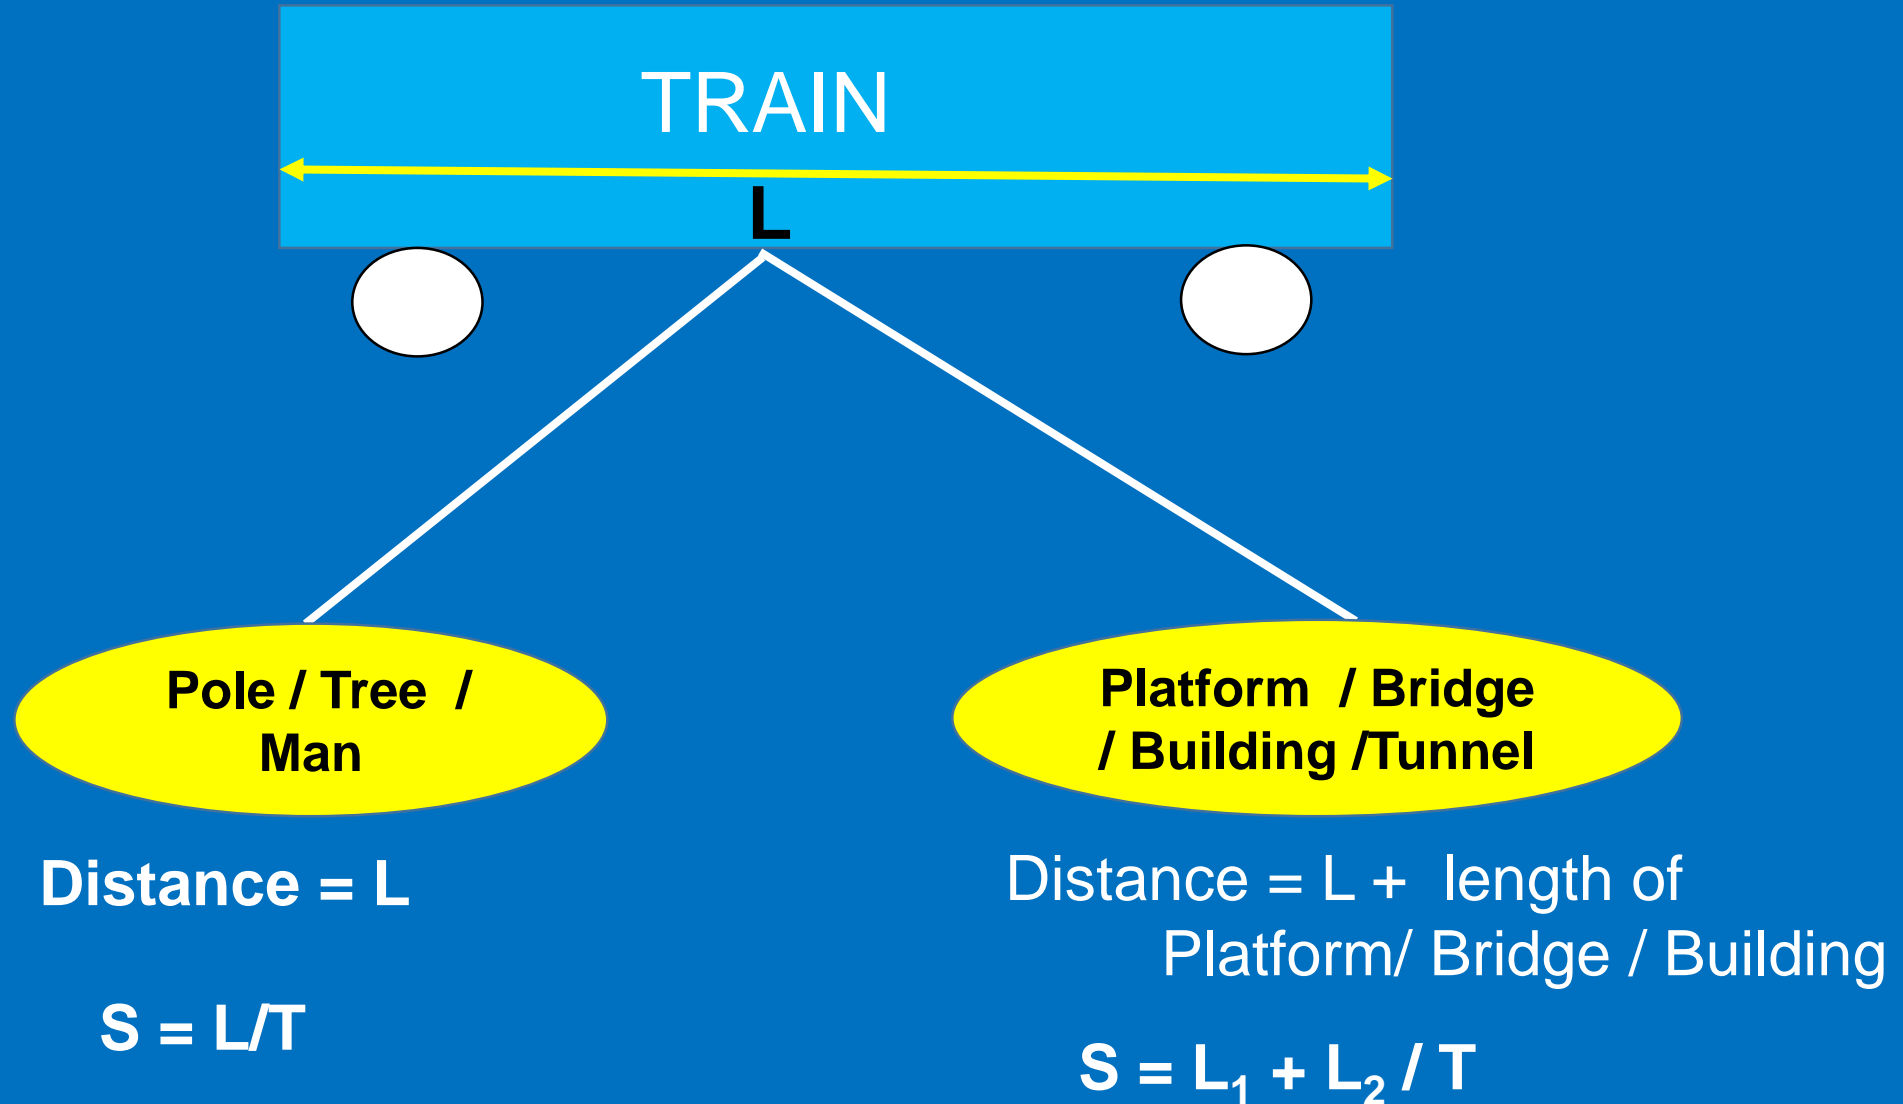 TRAIN
L
Pole / Tree /
Man
Distance = L
S = L/T
Platform / Bridge
/ Building /Tunnel
Distance = L + length of
Platform/ Bridge / Building
S = L₁ + L₂ / T